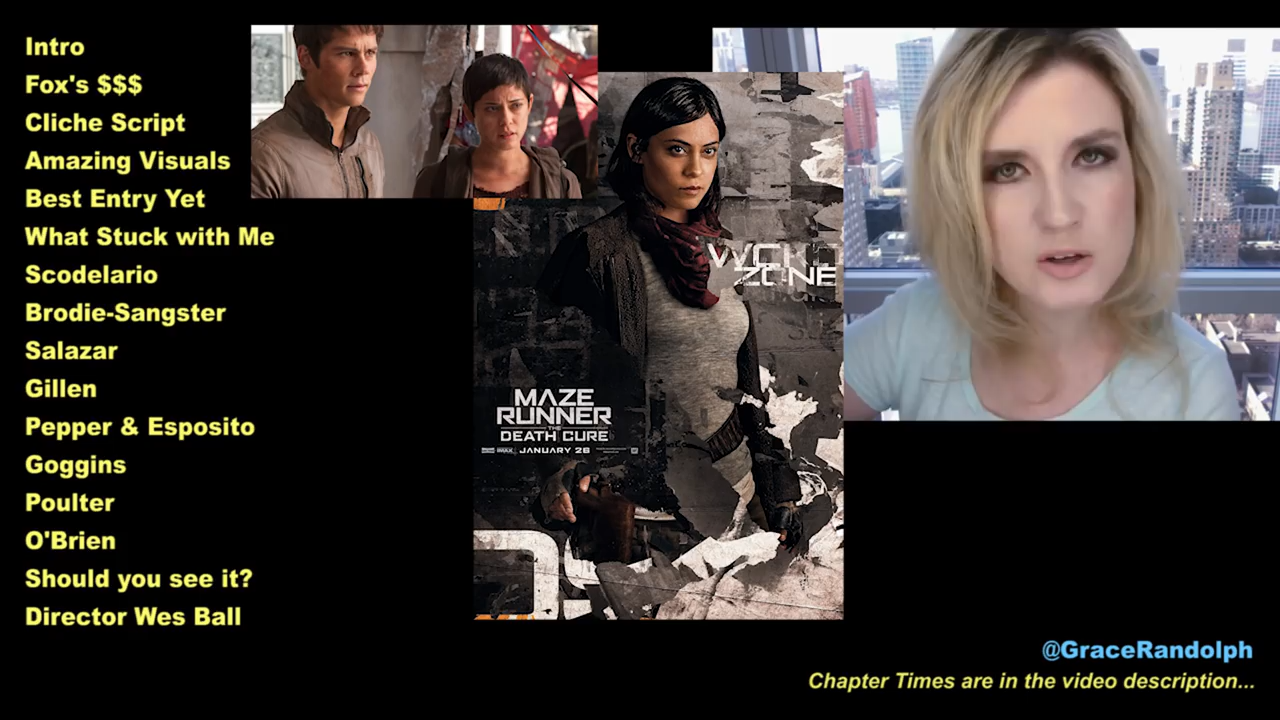 Intro
Fox's $$$
Cliche Script
Amazing Visuals
Best Entry Yet
What Stuck with Me
Scodelario
Brodie-Sangster
Salazar
Gillen
Pepper & Esposito
Goggins
Poulter
O'Brien
Should you see it?
Director Wes Ball
ZONE
MAZE
RUNNER
THE
DEATH CURE
JANUARY 26
@GraceRandolph
Chapter Times are in the video description...